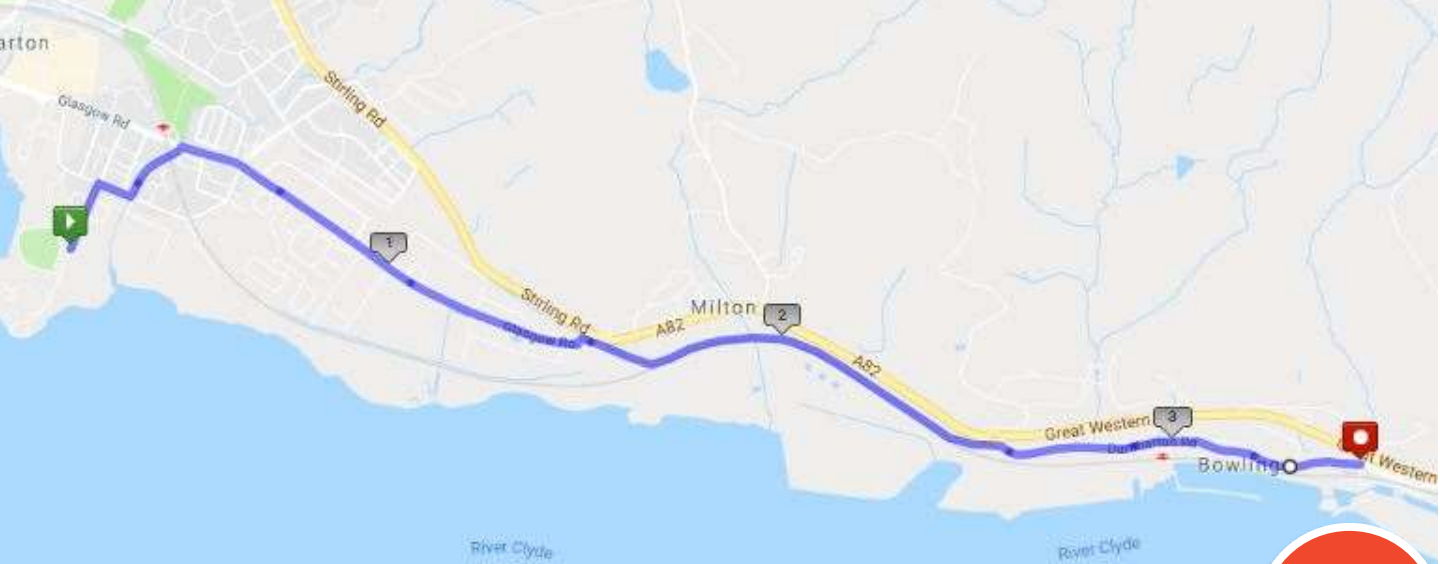 arton
Glasgow Rd
Stirling Rd
1
Stirling Rd
Glasgow Rd
A82
Milton
2
A82
Great Western
3
Dumbarton Rd
Bowling
Western
River Clyde
River Clyde